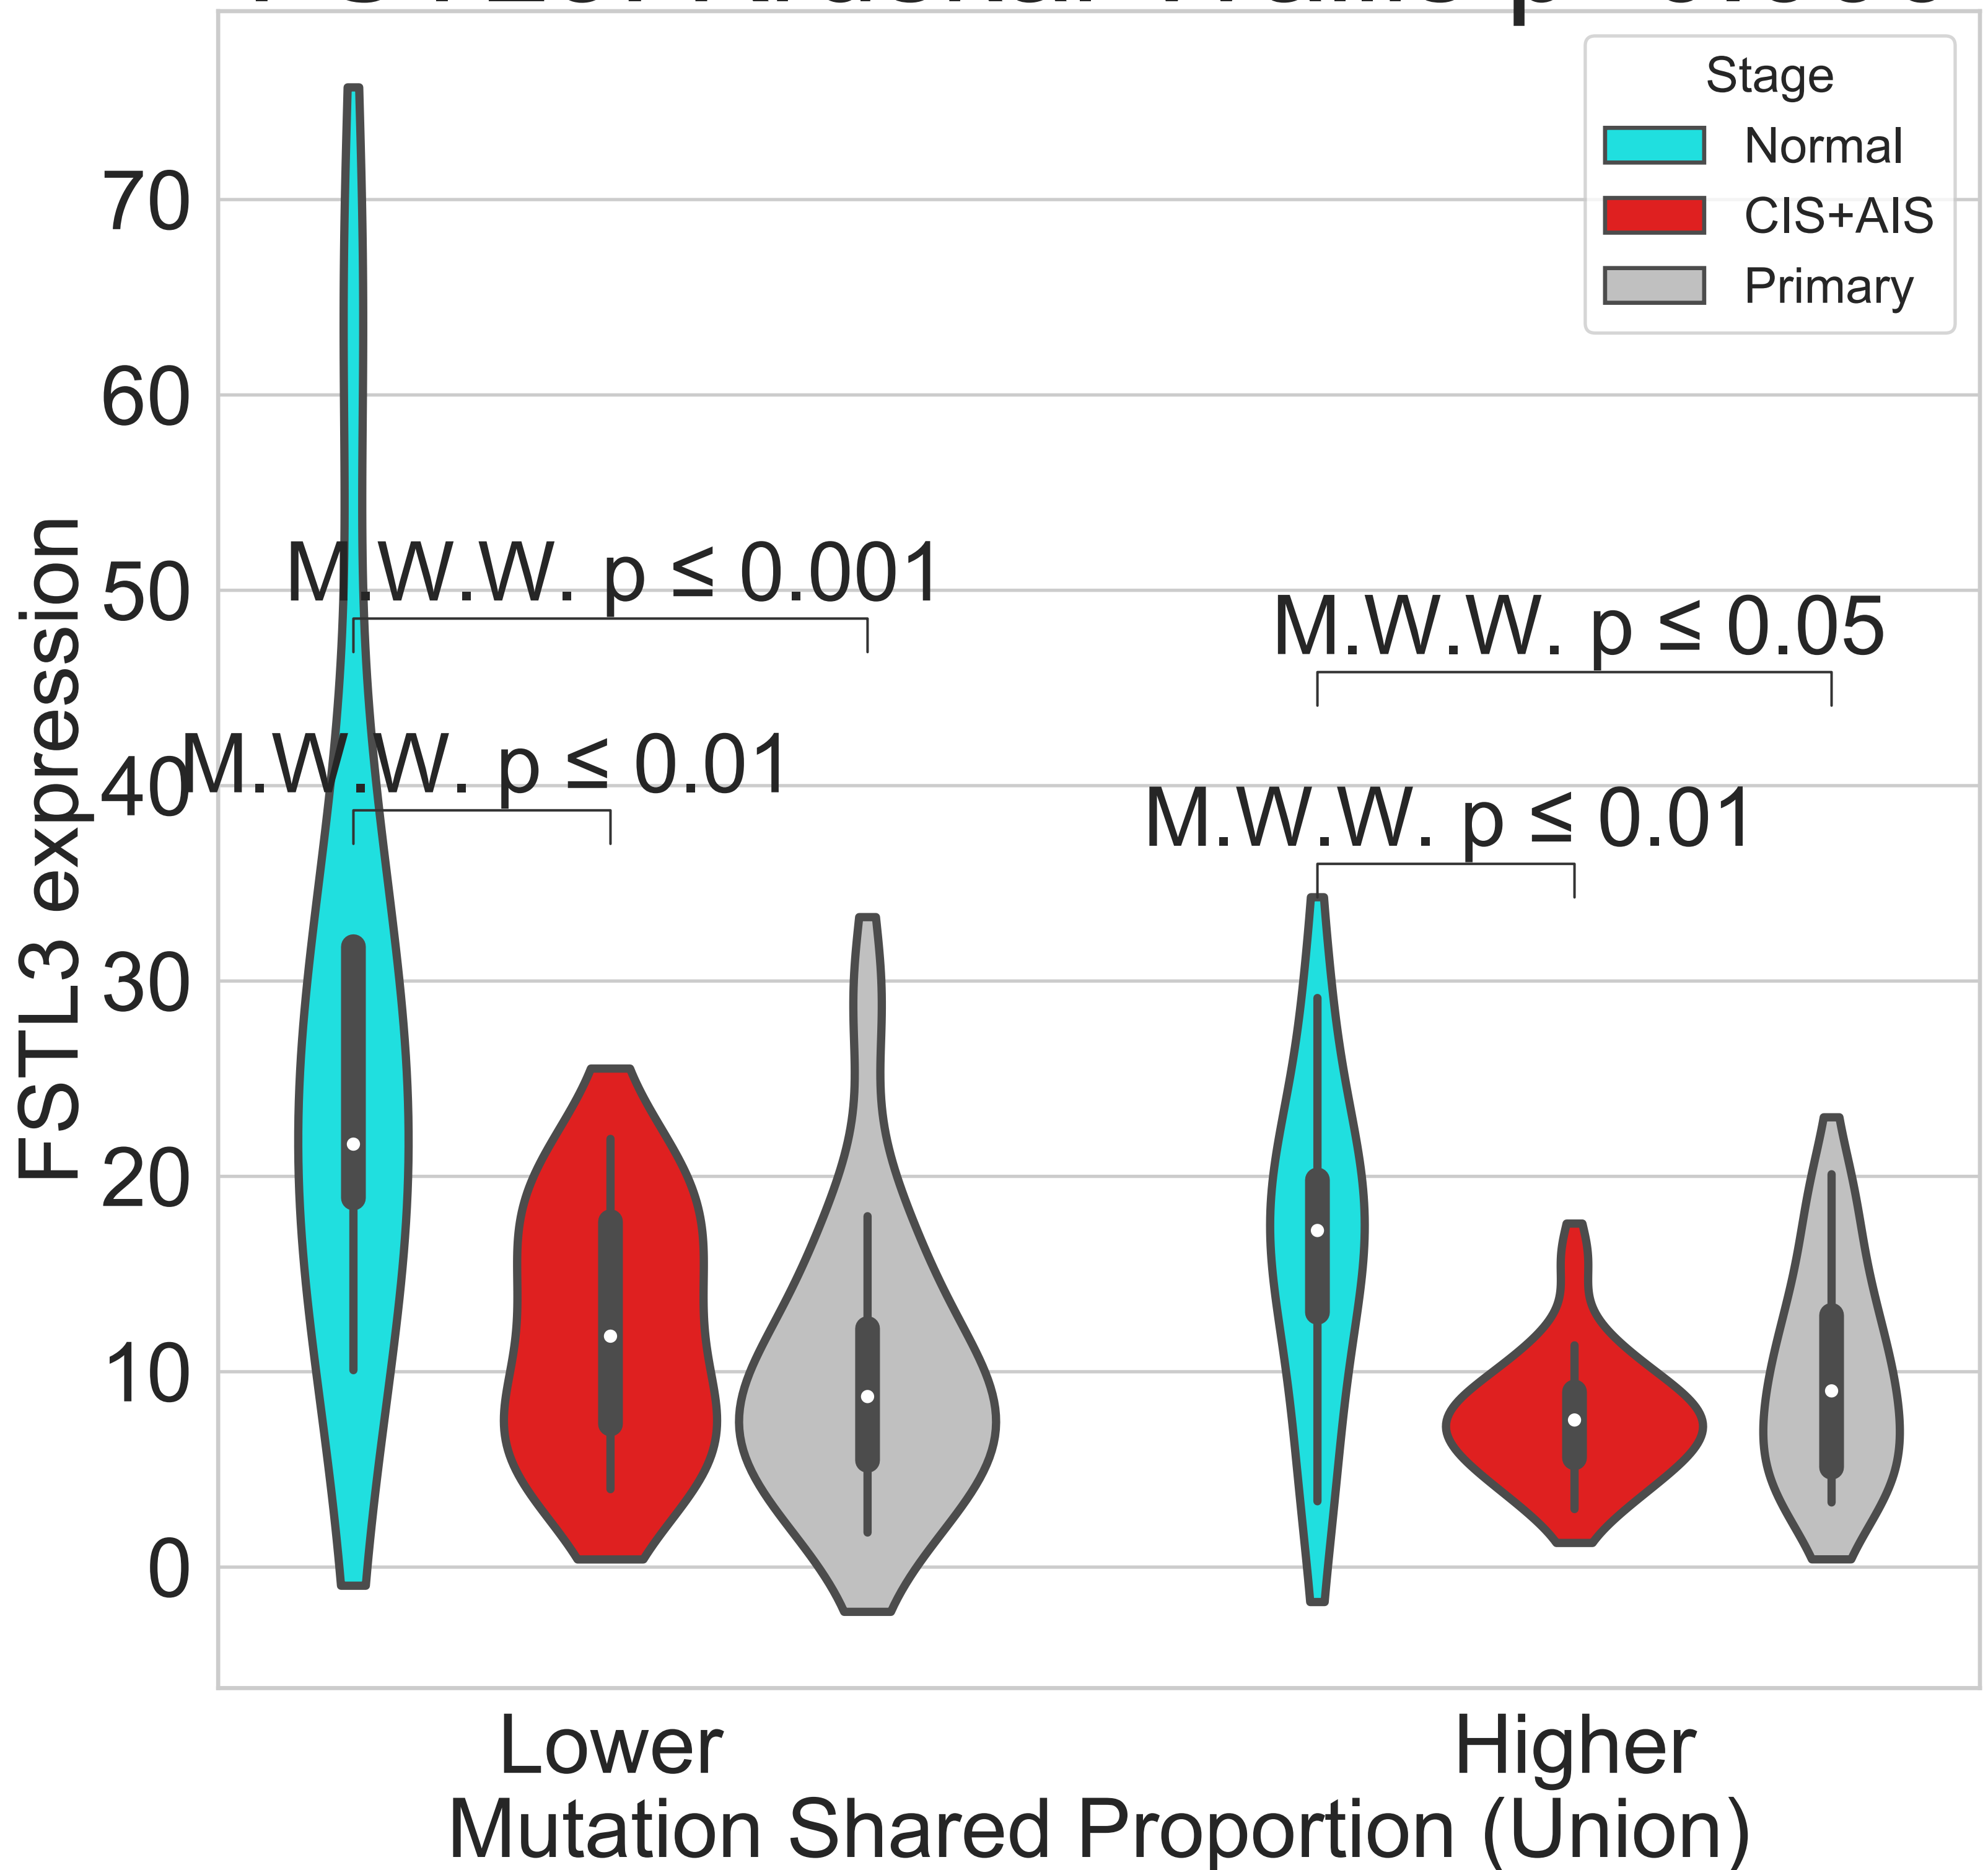 Stage
Normal
CIS+AIS
Primary
70
60
50
40
30
20
10
0
FSTL3 expression
M.W.W. p ≤ 0.001
M.W.W. p ≤ 0.05
M.W.W. p ≤ 0.01
M.W.W. p ≤ 0.01
Lower
Higher
Mutation Shared Proportion (Union)